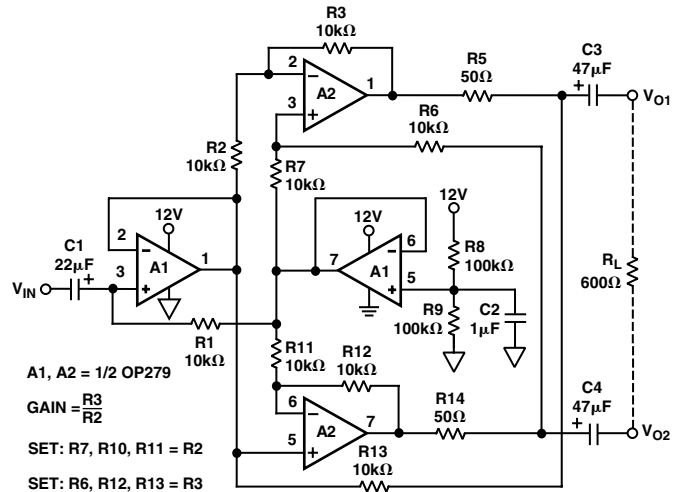 R3
10kΩ
2
A2
1
3
R5
50Ω
C3
47µF
+
VO1
R6
10kΩ
R2
10kΩ
R7
10kΩ
12V
12V
12V
2
A1
1
3
C1
22µF
+
VIN
7
A1
6
5
R8
100kΩ
R9
100kΩ
C2
1µF
RL
600Ω
R1
10kΩ
R11
10kΩ
R12
10kΩ
6
A2
7
5
R14
50Ω
C4
47µF
+
VO2
R13
10kΩ
A1, A2 = 1/2 OP279
GAIN = R3
R2
SET: R7, R10, R11 = R2
SET: R6, R12, R13 = R3